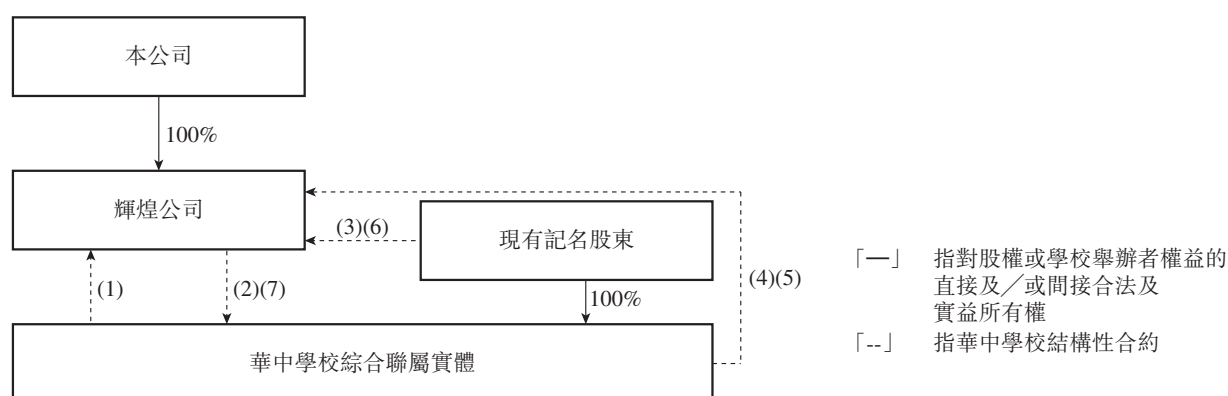 本公司
100%
輝煌公司
(3)(6)
現有記名股東
(1)
(2)(7)
100%
(4)(5)
華中學校綜合聯屬實體
「—」 指對股權或學校舉辦者權益的
直接及／或間接合法及
實益所有權
「--」 指華中學校結構性合約